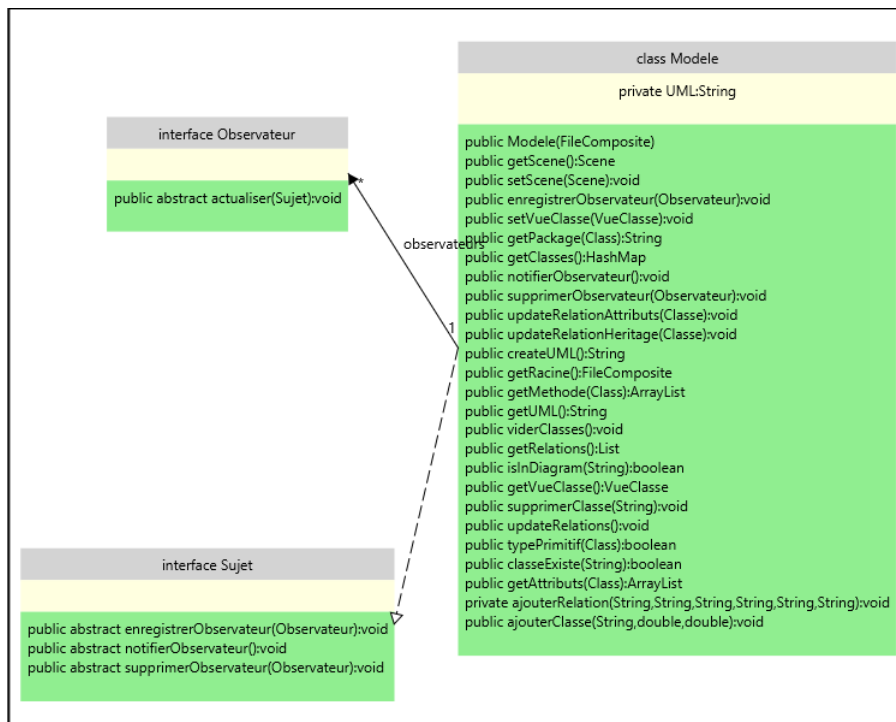 class Modele
private UML:String
public Modele(FileComposite)
public getScene():Scene
public setScene(Scene):void
public enregistrerObservateur(Observateur):void
public setVueClasse(VueClasse):void
public getPackage(Class):String
public getClasses():HashMap
public notifierObservateur():void
public supprimerObservateur(Observateur):void
public updateRelationAttributs(Classe):void
public updateRelationHeritage(Classe):void
public createUML():String
public getRacine():FileComposite
public getMethode(Class):ArrayList
public getUML():String
public viderClasses():void
public getRelations():List
public isInDiagram(String):boolean
public getVueClasse():VueClasse
public supprimerClasse(String):void
public updateRelations():void
public typePrimitif(Class):boolean
public classeExiste(String):boolean
public getAttributs(Class):ArrayList
private ajouterRelation(String,String,String,String,String,String):void
public ajouterClasse(String,double,double):void
interface Observateur
public abstract actualiser(Sujet):void
*
observateurs
1
interface Sujet
public abstract enregistrerObservateur(Observateur):void
public abstract notifierObservateur():void
public abstract supprimerObservateur(Observateur):void